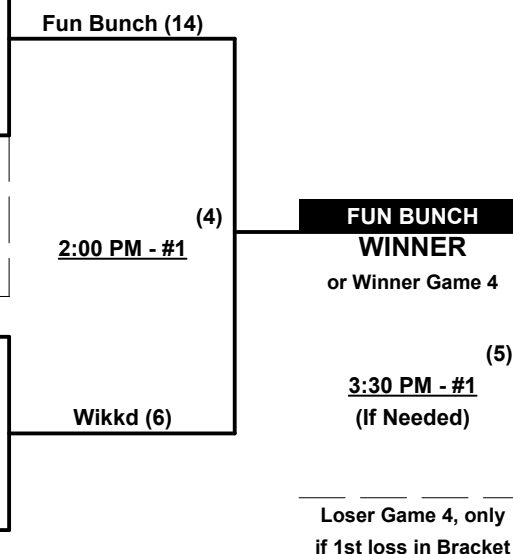 Fun Bunch (14)
(4)
2:00 PM - #1
Wikkd (6)
FUN BUNCH
WINNER
or Winner Game 4
(5)
3:30 PM - #1
(If Needed)
Loser Game 4, only
if 1st loss in Bracket